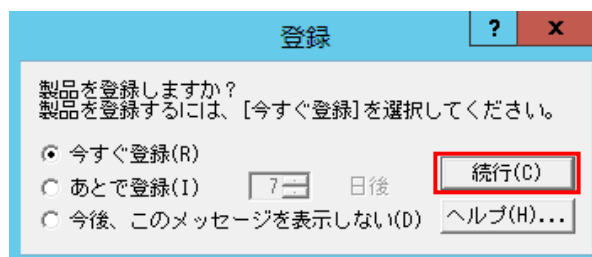 登録
? x
製品を登録しますか?
製品を登録するには、[今すぐ登録]を選択してください。
今すぐ登録(R)
あとで登録(I) 7 日後
今後、このメッセージを表示しない(D)
続行(C)
ヘルプ(H)...